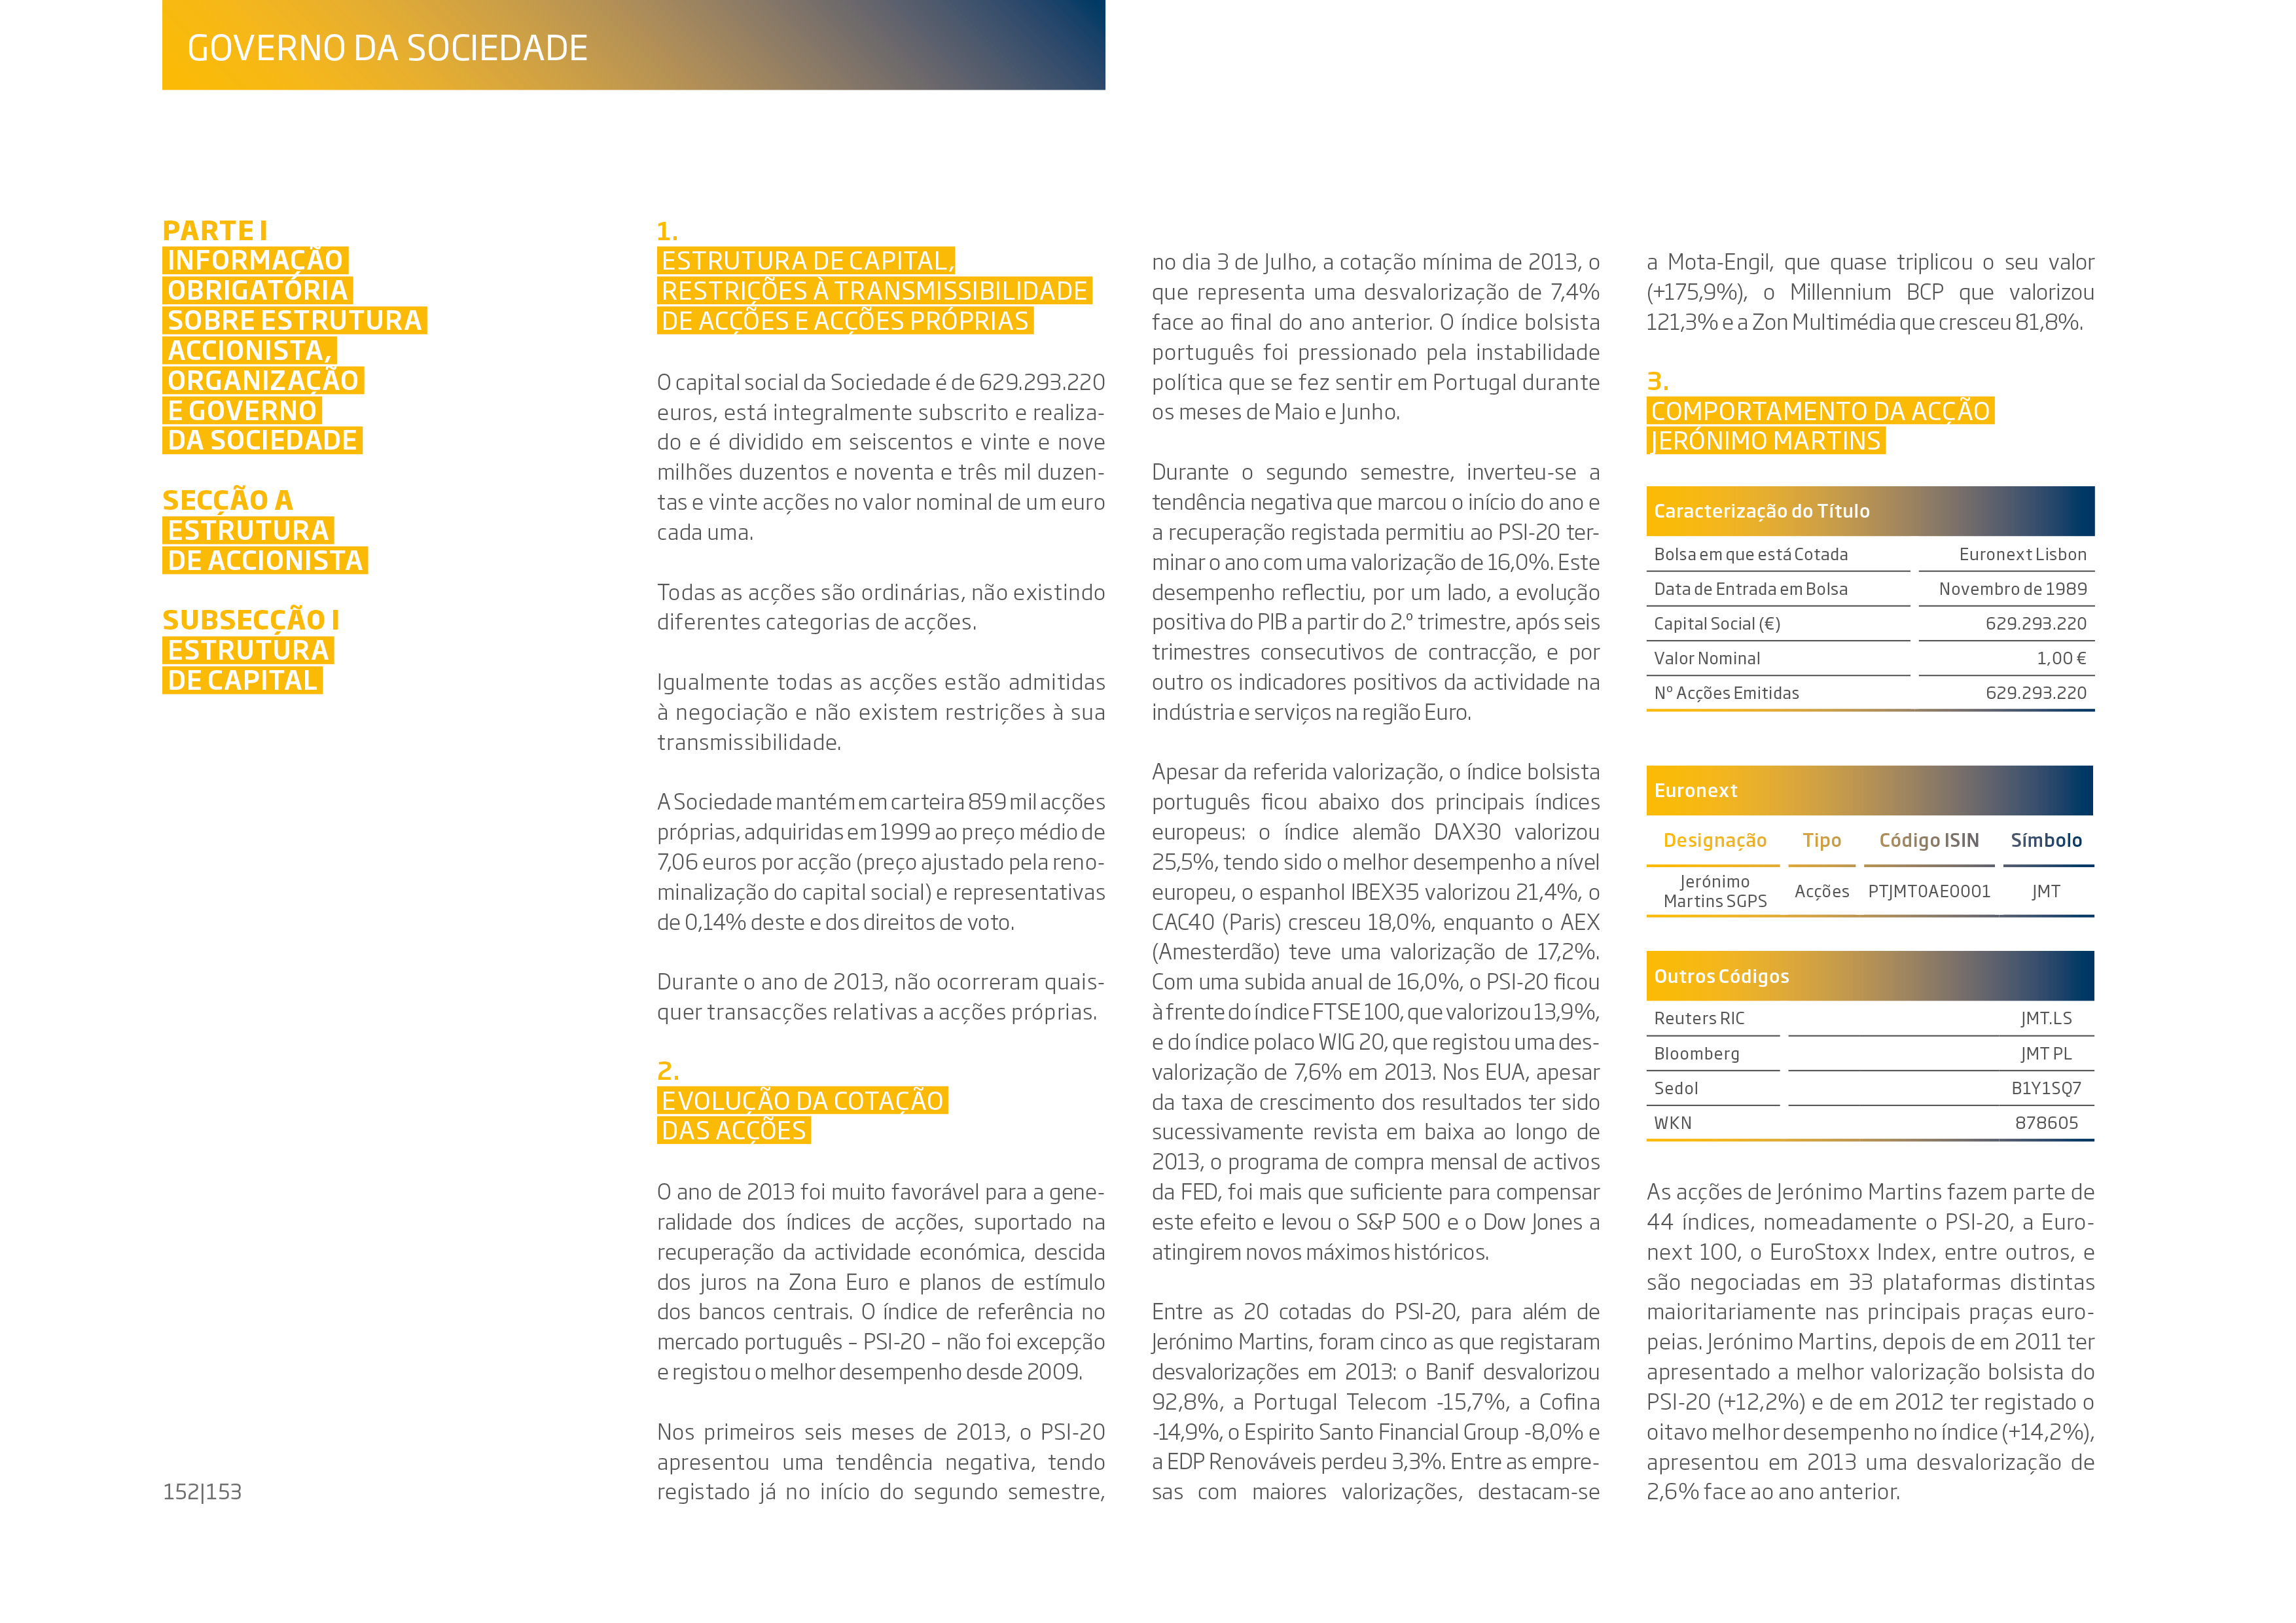 GOVERNO DA SOCIEDADE
PARTE I
INFORMAÇÃO
OBRIGATÓRIA
SOBRE ESTRUTURA
ACCIONISTA,
ORGANIZAÇÃO
E GOVERNO
DA SOCIEDADE
SECÇÃO A
ESTRUTURA
DE ACCIONISTA
SUBSECÇÃO I
ESTRUTURA
DE CAPITAL
1.
ESTRUTURA DE CAPITAL,
RESTRIÇÕES À TRANSMISSIBILIDADE
DE ACÇÕES E ACÇÕES PRÓPRIAS
O capital social da Sociedade é de 629.293.220
euros, está integralmente subscrito e realiza-
do e é dividido em seiscentos e vinte e nove
milhões duzentos e noventa e três mil duzen-
tas e vinte acções no valor nominal de um euro
cada uma.
Todas as acções são ordinárias, não existindo
diferentes categorias de acções.
Igualmente todas as acções estão admitidas
à negociação e não existem restrições à sua
transmissibilidade.
A Sociedade mantém em carteira 859 mil acções
próprias, adquiridas em 1999 ao preço médio de
7,06 euros por acção (preço ajustado pela reno-
minalização do capital social) e representativas
de 0,14% deste e dos direitos de voto.
Durante o ano de 2013, não ocorreram quais-
quer transacções relativas a acções próprias.
2.
EVOLUÇÃO DA COTAÇÃO
DAS ACÇÕES
O ano de 2013 foi muito favorável para a gene-
ralidade dos índices de acções, suportado na
recuperação da actividade económica, descida
dos juros na Zona Euro e planos de estímulo
dos bancos centrais. O índice de referência no
mercado português – PSI-20 – não foi excepção
e registou o melhor desempenho desde 2009.
Nos primeiros seis meses de 2013, o PSI-20
apresentou uma tendência negativa, tendo
registado já no início do segundo semestre,
no dia 3 de Julho, a cotação mínima de 2013, o
que representa uma desvalorização de 7,4%
face ao final do ano anterior. O índice bolsista
português foi pressionado pela instabilidade
política que se fez sentir em Portugal durante
os meses de Maio e Junho.
Durante o segundo semestre, inverteu-se a
tendência negativa que marcou o início do ano e
a recuperação registada permitiu ao PSI-20 ter-
minar o ano com uma valorização de 16,0%. Este
desempenho reflectiu, por um lado, a evolução
positiva do PIB a partir do 2.º trimestre, após seis
trimestres consecutivos de contracção, e por
outro os indicadores positivos da actividade na
indústria e serviços na região Euro.
Apesar da referida valorização, o índice bolsista
português ficou abaixo dos principais índices
europeus: o índice alemão DAX30 valorizou
25,5%, tendo sido o melhor desempenho a nível
europeu, o espanhol IBEX35 valorizou 21,4%, o
CAC40 (Paris) cresceu 18,0%, enquanto o AEX
(Amesterdão) teve uma valorização de 17,2%.
Com uma subida anual de 16,0%, o PSI-20 ficou
à frente do índice FTSE 100, que valorizou 13,9%,
e do índice polaco WIG 20, que registou uma des-
valorização de 7,6% em 2013. Nos EUA, apesar
da taxa de crescimento dos resultados ter sido
sucessivamente revista em baixa ao longo de
2013, o programa de compra mensal de activos
da FED, foi mais que suficiente para compensar
este efeito e levou o S&P 500 e o Dow Jones a
atingirem novos máximos históricos.
Entre as 20 cotadas do PSI-20, para além de
Jerónimo Martins, foram cinco as que registaram
desvalorizações em 2013: o Banif desvalorizou
92,8%, a Portugal Telecom -15,7%, a Cofina
-14,9%, o Espirito Santo Financial Group -8,0% e
a EDP Renováveis perdeu 3,3%. Entre as empre-
sas com maiores valorizações, destacam-se
a Mota-Engil, que quase triplicou o seu valor
(+175,9%), o Millennium BCP que valorizou
121,3% e a Zon Multimédia que cresceu 81,8%.
3.
COMPORTAMENTO DA ACÇÃO
JERÓNIMO MARTINS
Caracterização do Título
Bolsa em que está Cotada Euronext Lisbon
Data de Entrada em Bolsa Novembro de 1989
Capital Social (€) 629.293.220
Valor Nominal 1,00 €
Nº Acções Emitidas 629.293.220
Euronext
Designação Tipo Código ISIN Símbolo
Jerónimo
Martins SGPS Acções PTJMT0AE0001 JMT
Outros Códigos
Reuters RIC JMT.LS
Bloomberg JMT PL
Sedol B1Y1SQ7
WKN 878605
As acções de Jerónimo Martins fazem parte de
44 índices, nomeadamente o PSI-20, a Euro-
next 100, o EuroStoxx Index, entre outros, e
são negociadas em 33 plataformas distintas
maioritariamente nas principais praças euro-
peias. Jerónimo Martins, depois de em 2011 ter
apresentado a melhor valorização bolsista do
PSI-20 (+12,2%) e de em 2012 ter registado o
oitavo melhor desempenho no índice (+14,2%),
apresentou em 2013 uma desvalorização de
2,6% face ao ano anterior.
152|153